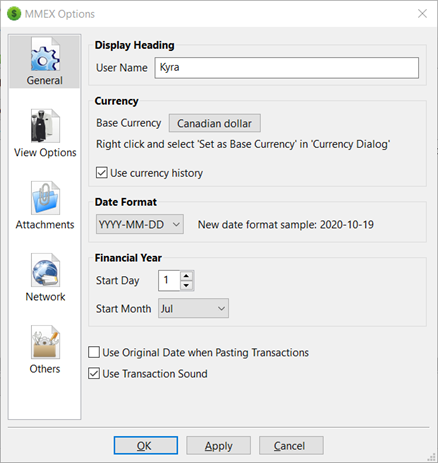 MMEX Options
General
View Options
Attachments
Network
Others
Display Heading
User Name Kyra
Currency
Base Currency Canadian dollar
Right click and select 'Set as Base Currency' in 'Currency Dialog'
Use currency history
Date Format
YYYY-MM-DD New date format sample: 2020-10-19
Financial Year
Start Day 1
Start Month Jul
Use Original Date when Pasting Transactions
Use Transaction Sound
OK Apply Cancel